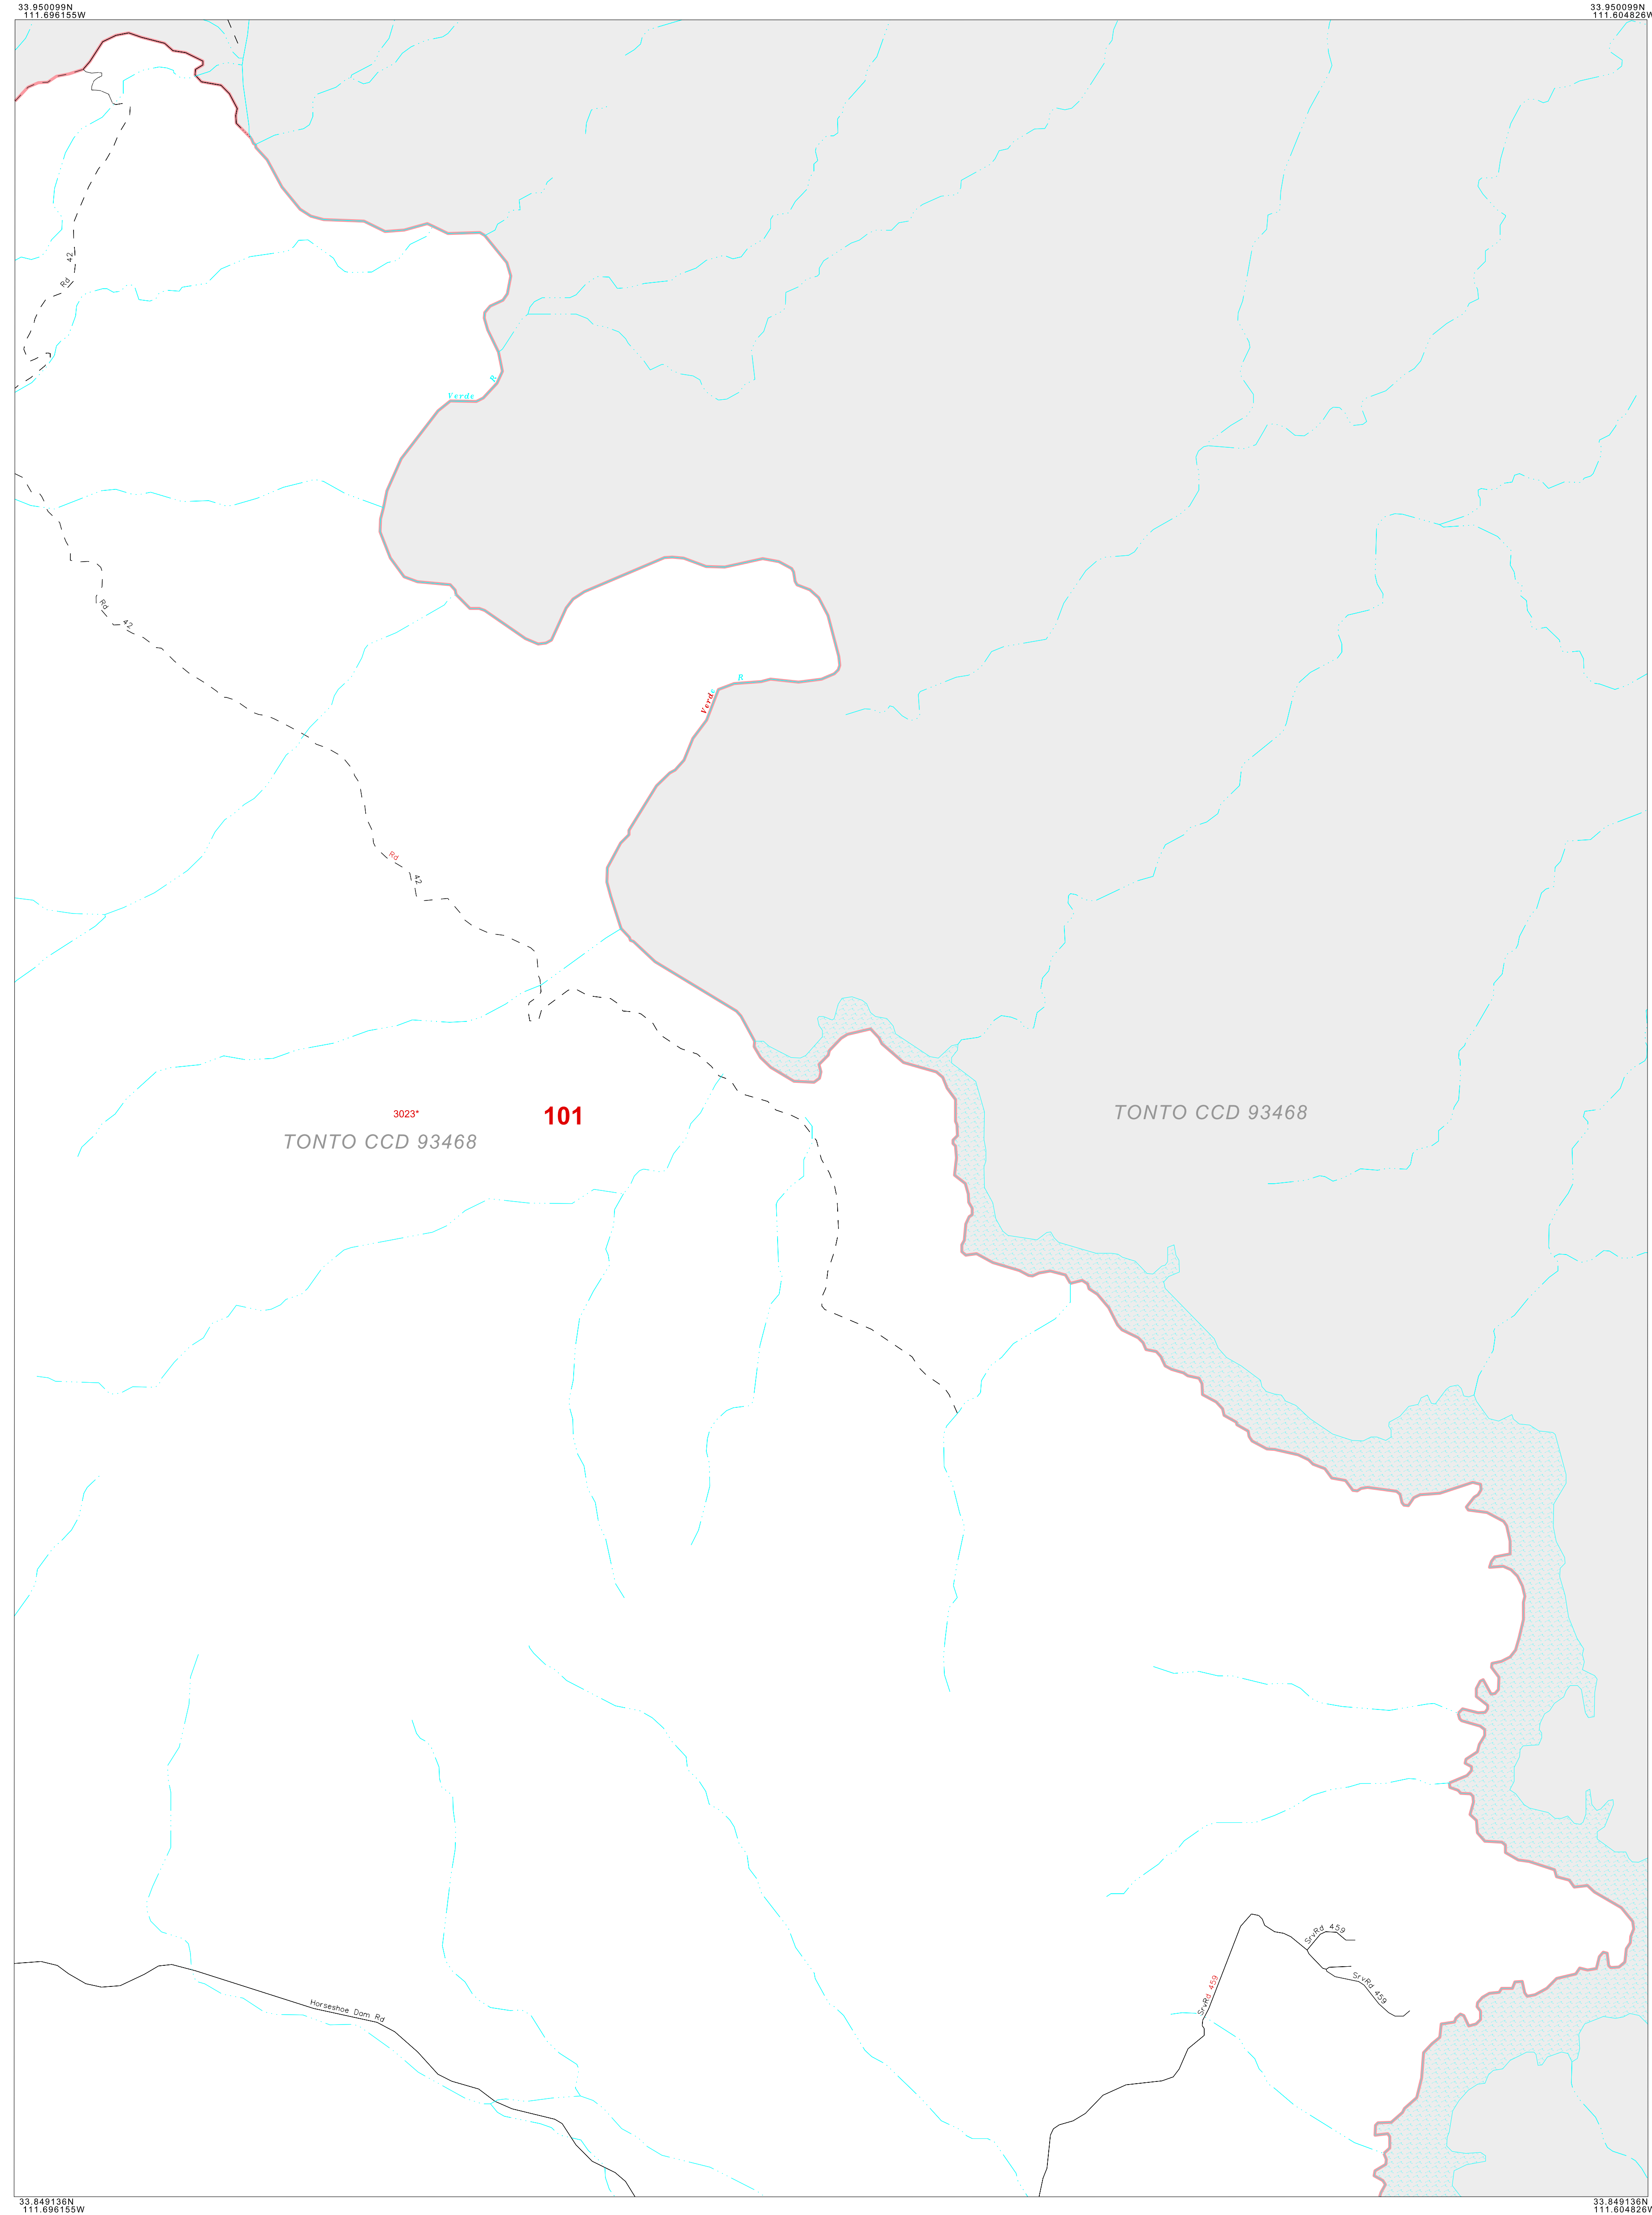 33.950099N
111.696155W
33.950099N
111.604826W
Rd 42
Verde R
Rd 42
Verde R
Rd 42
3023*
101
TONTO CCD 93468
TONTO CCD 93468
SrvRd 459
SrvRd 459
SrvRd 459
Horseshoe Dam Rd
33.849136N
111.696155W
33.849136N
111.604826W